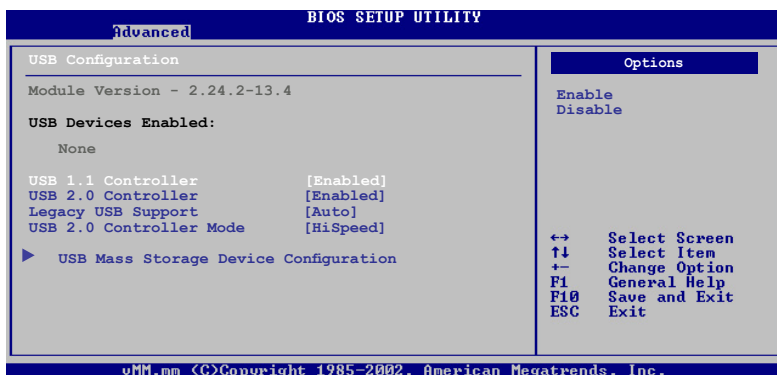 BIOS SETUP UTILITY
Advanced
USB Configuration
Module Version - 2.24.2-13.4
USB Devices Enabled:
None
USB 1.1 Controller [Enabled]
USB 2.0 Controller [Enabled]
Legacy USB Support [Auto]
USB 2.0 Controller Mode [HiSpeed]
USB Mass Storage Device Configuration
Options
Enable
Disable
←→ Select Screen
↑↓ Select Item
+- Change Option
F1 General Help
F10 Save and Exit
ESC Exit
vMM.mm (C)Copyright 1985-2002, American Megatrends, Inc.